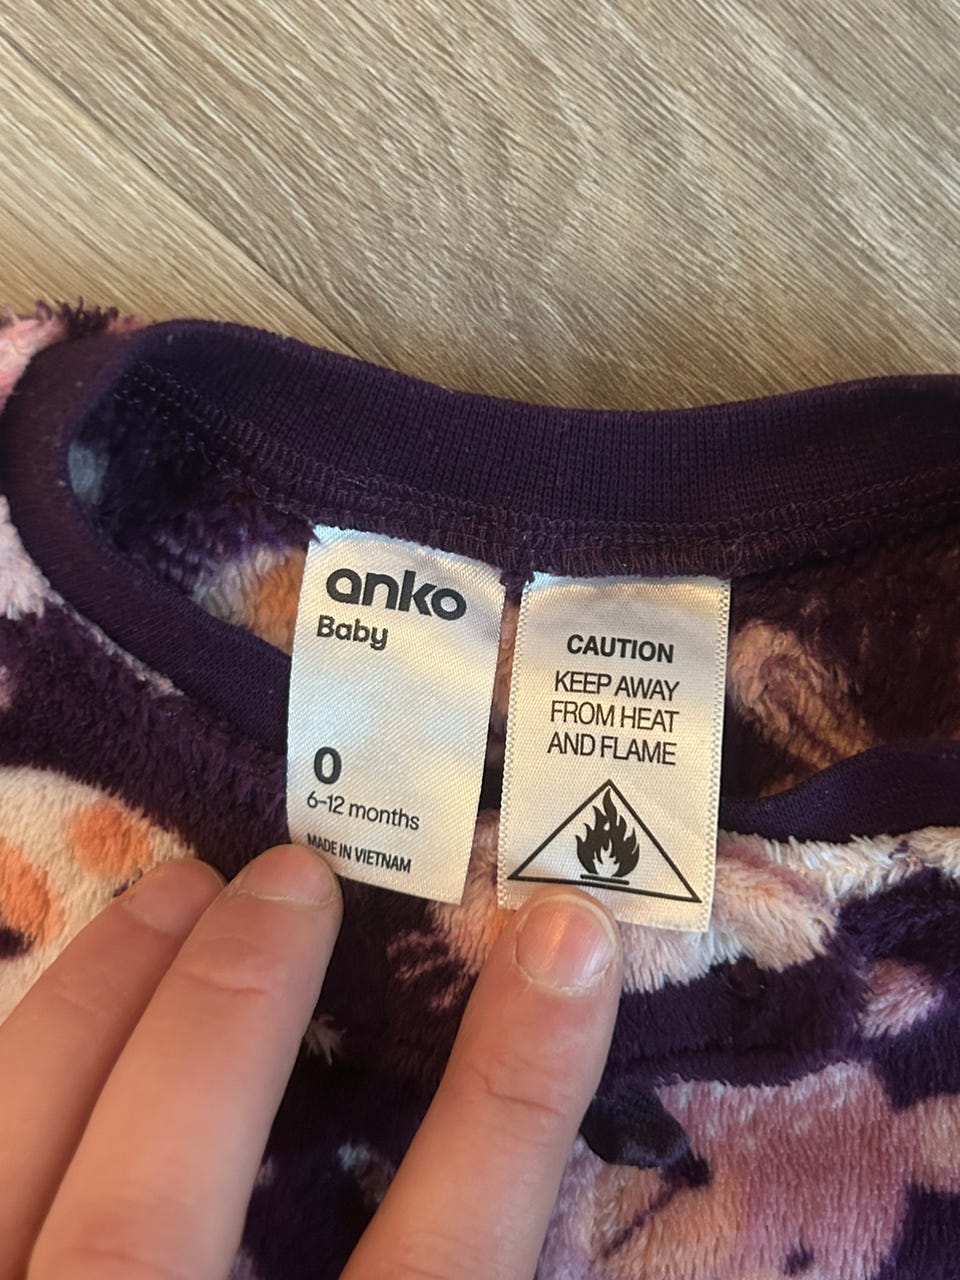 anko
Baby
0
6–12 months
MADE IN VIETNAM
CAUTION
KEEP AWAY
FROM HEAT
AND FLAME